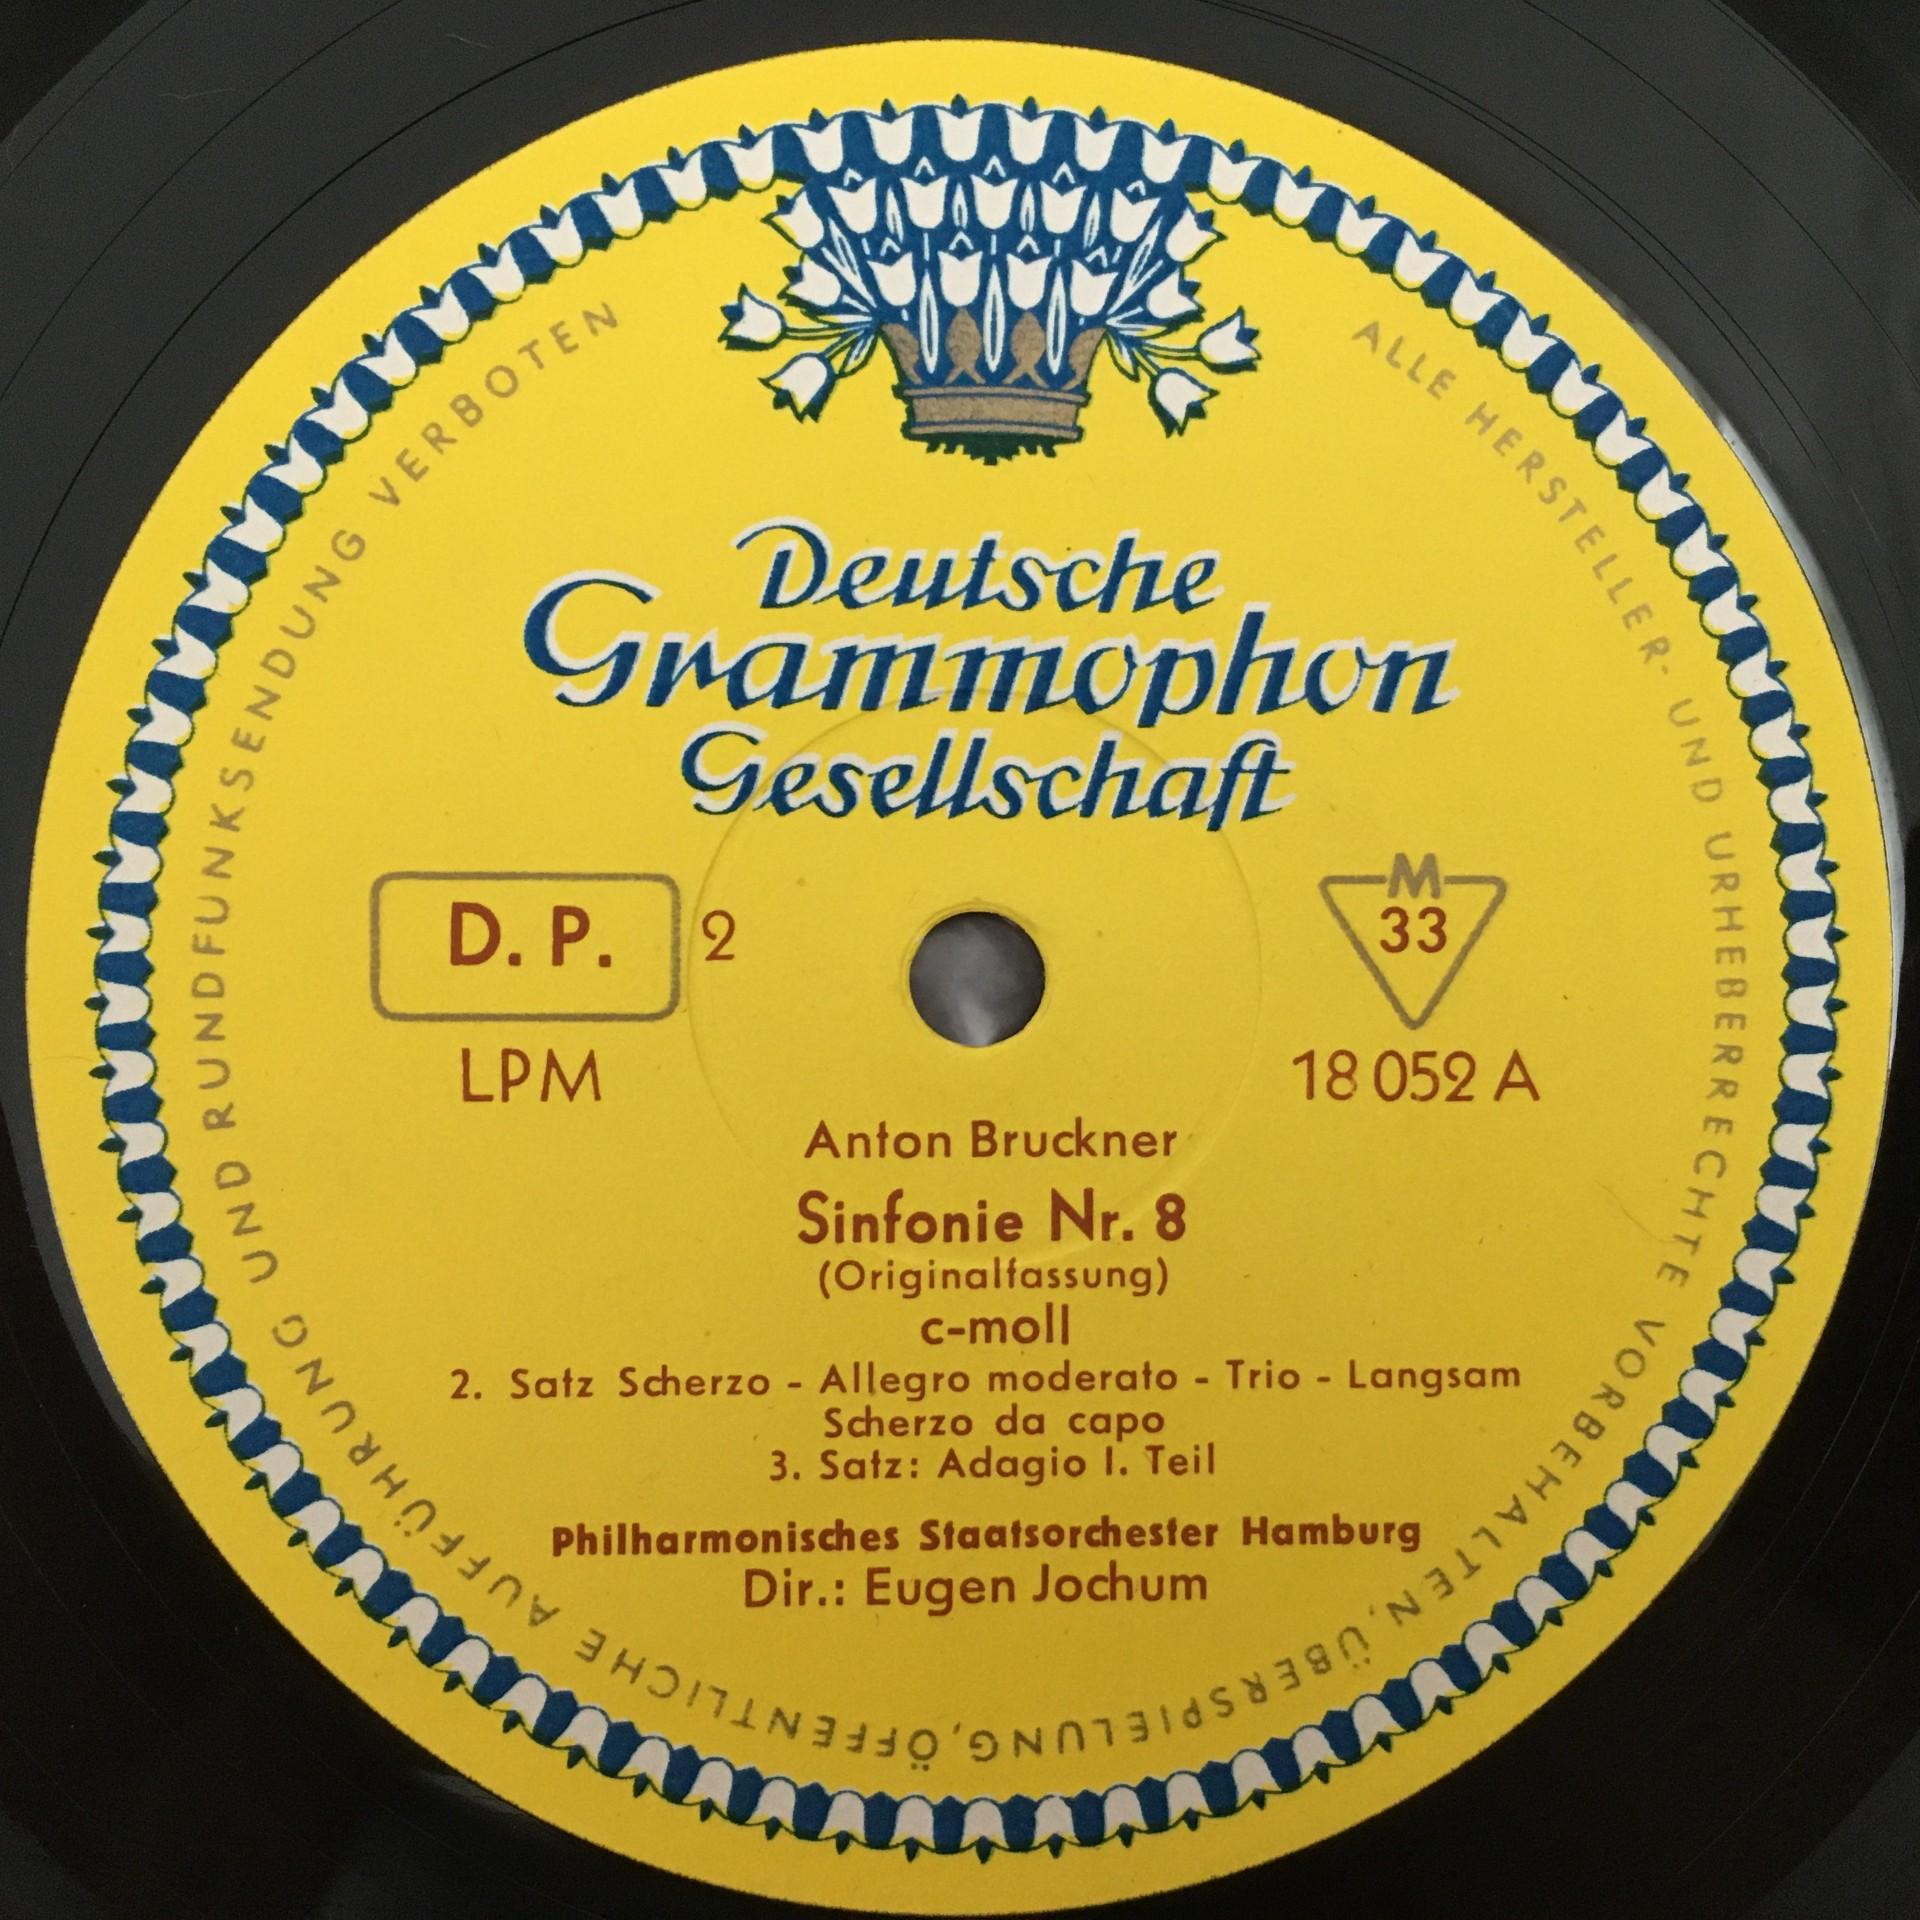 Deutsche
Grammophon
Gesellschaft
D. P. 2
M
33
LPM
18 052 A
Anton Bruckner
Sinfonie Nr. 8
(Originalfassung)
c-moll
2. Satz Scherzo - Allegro moderato - Trio - Langsam
Scherzo da capo
3. Satz: Adagio I. Teil
Philharmonisches Staatsorchester Hamburg
Dir.: Eugen Jochum
ALLE HERSTELLER- UND URHEBERRECHTE VORBEHALTEN, ÜBERSPIELUNG, ÖFFENTLICHE AUFFÜHRUNG UND RUNDFUNKSENDUNG VERBOTEN